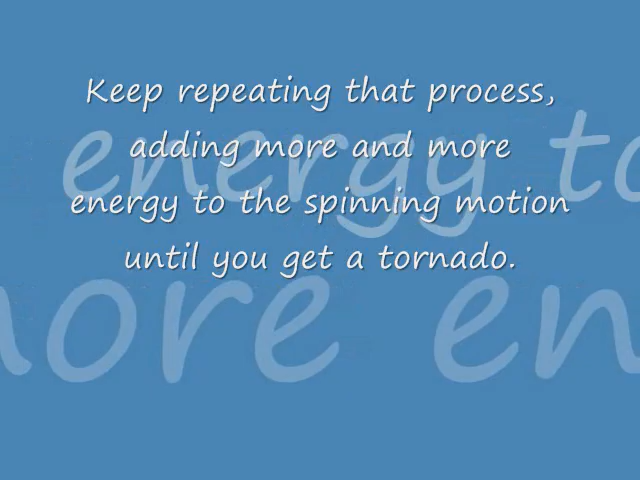 Keep repeating that process,
adding more and more
energy to the spinning motion
until you get a tornado.
energy to
more en